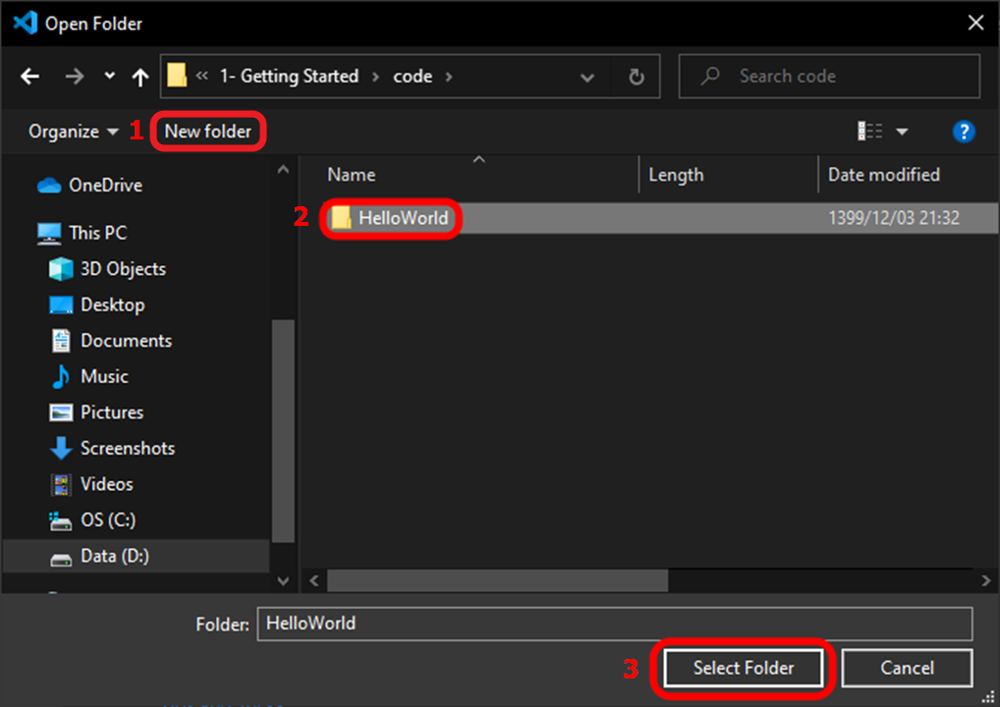 Open Folder
« 1- Getting Started › code ›
Search code
Organize
1
New folder
?
OneDrive
This PC
3D Objects
Desktop
Documents
Music
Pictures
Screenshots
Videos
OS (C:)
Data (D:)
Name
Length
Date modified
2
HelloWorld
1399/12/03 21:32
Folder:
HelloWorld
3
Select Folder
Cancel